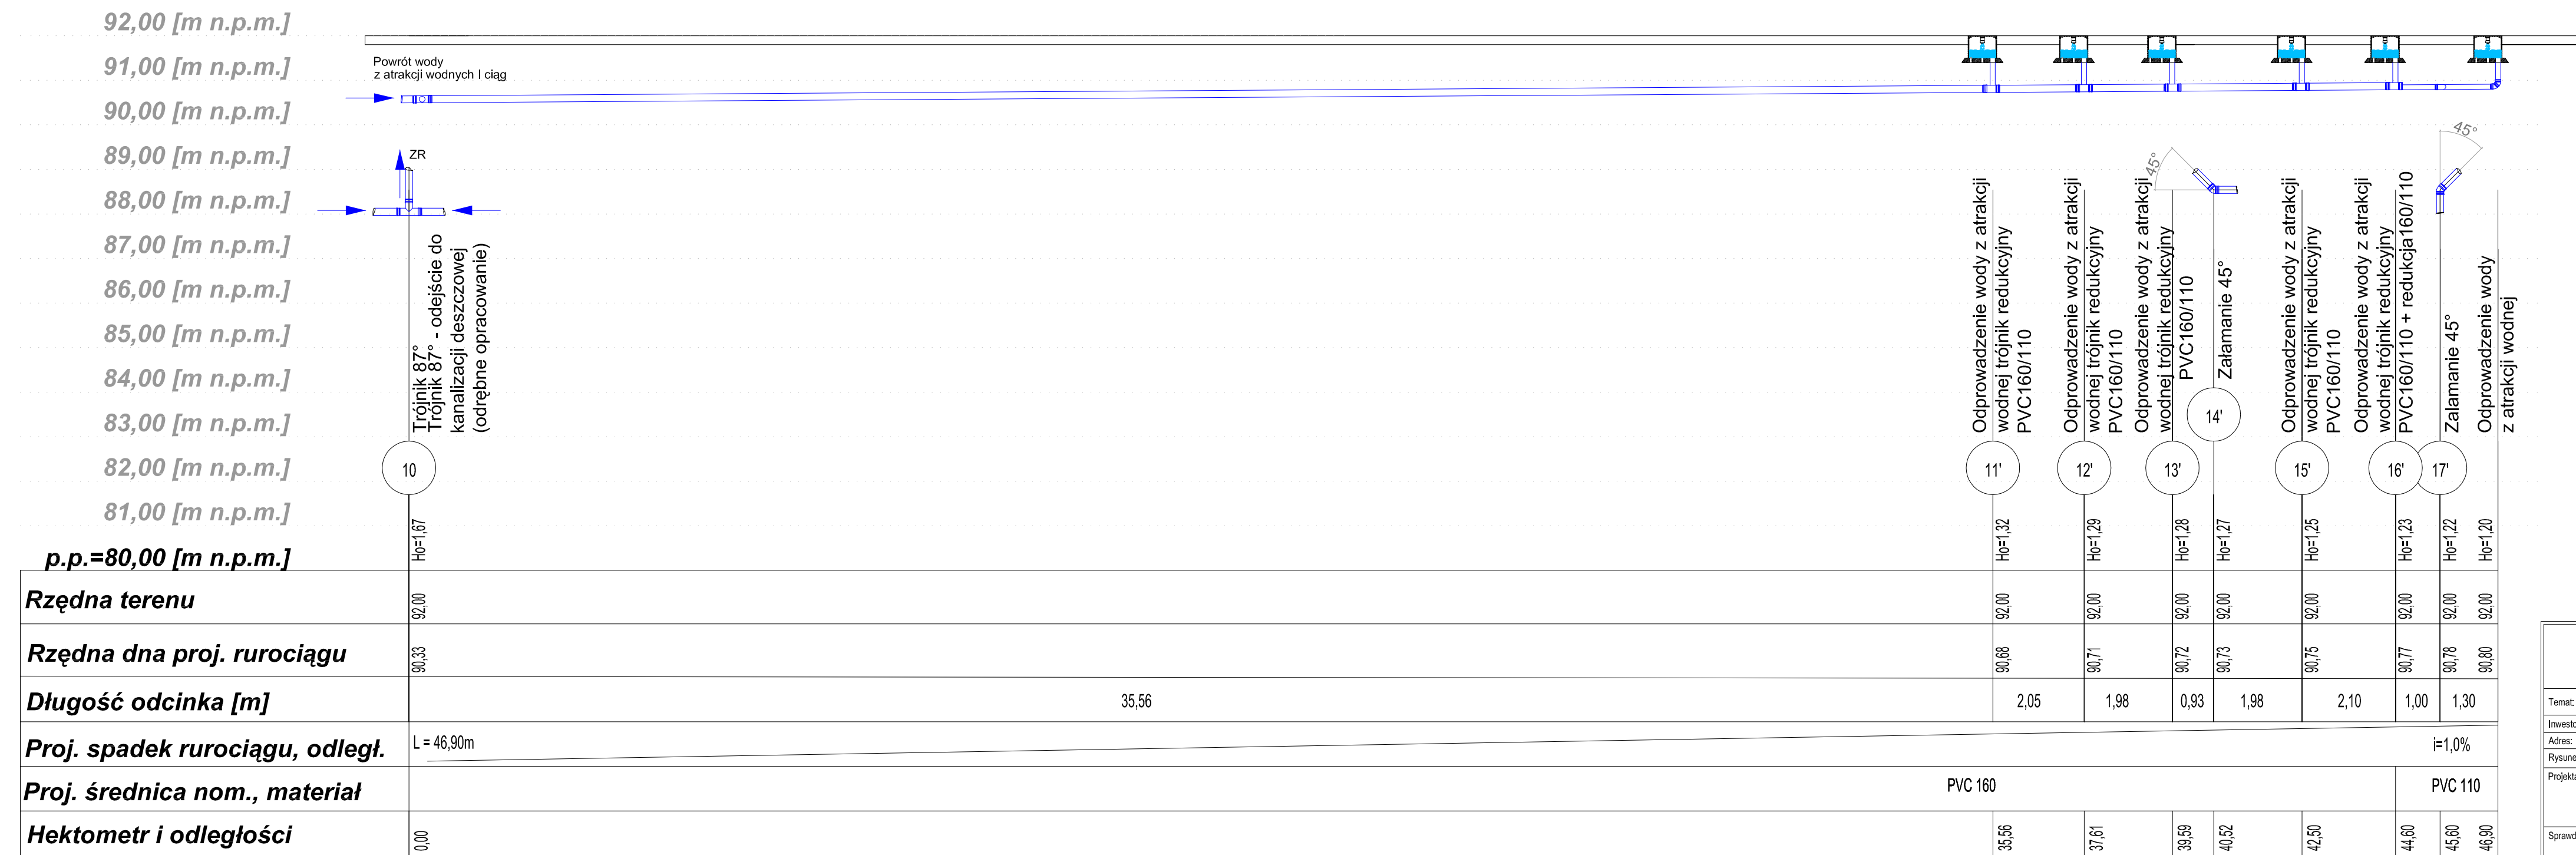 92,00 [m n.p.m.]
91,00 [m n.p.m.]
90,00 [m n.p.m.]
89,00 [m n.p.m.]
88,00 [m n.p.m.]
87,00 [m n.p.m.]
86,00 [m n.p.m.]
85,00 [m n.p.m.]
84,00 [m n.p.m.]
83,00 [m n.p.m.]
82,00 [m n.p.m.]
81,00 [m n.p.m.]
p.p.=80,00 [m n.p.m.]
Powrót wody
z atrakcji wodnych I ciąg
ZR
45°
45°
Trójnik 87°
Trójnik 87° - odejście do
kanalizacji deszczowej
(odrębne opracowanie)
Odprowadzenie wody z atrakcji
wodnej trójnik redukcyjny
PVC160/110
Odprowadzenie wody z atrakcji
wodnej trójnik redukcyjny
PVC160/110
Odprowadzenie wody z atrakcji
wodnej trójnik redukcyjny
PVC160/110
Załamanie 45°
Odprowadzenie wody z atrakcji
wodnej trójnik redukcyjny
PVC160/110
Odprowadzenie wody z atrakcji
wodnej trójnik redukcyjny
PVC160/110 + redukcja160/110
Załamanie 45°
Odprowadzenie wody
z atrakcji wodnej
10
11'
12'
13'
14'
15'
16'
17'
Ho=1,67
Ho=1,32
Ho=1,29
Ho=1,28
Ho=1,27
Ho=1,25
Ho=1,23
Ho=1,22
Ho=1,20
Rzędna terenu
92,00
92,00
92,00
92,00
92,00
92,00
92,00
92,00
92,00
Rzędna dna proj. rurociągu
90,33
90,68
90,71
90,72
90,73
90,75
90,77
90,78
90,80
Długość odcinka [m]
35,56
2,05
1,98
0,93
1,98
2,10
1,00
1,30
Proj. spadek rurociągu, odległ.
L = 46,90m
i=1,0%
Proj. średnica nom., materiał
PVC 160
PVC 110
Hektometr i odległości
0,00
35,56
37,61
39,59
40,52
42,50
44,60
45,60
46,90
Temat:
Inwesto
Adres:
Rysune
Projekta
Sprawd